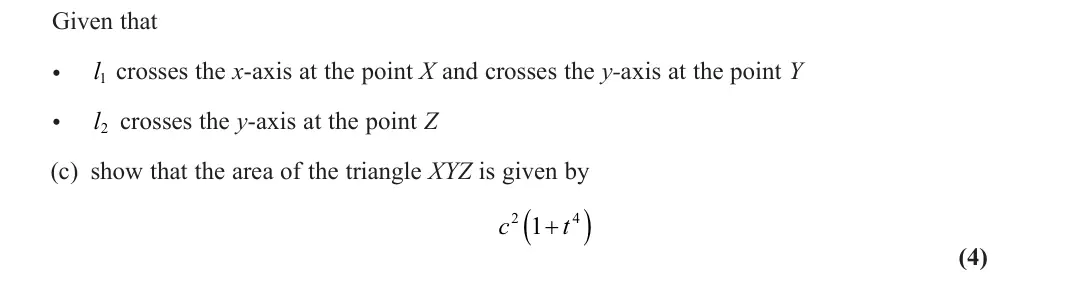 Given that
• l₁ crosses the x-axis at the point X and crosses the y-axis at the point Y
• l₂ crosses the y-axis at the point Z
(c) show that the area of the triangle XYZ is given by
c²(1+t⁴)
(4)